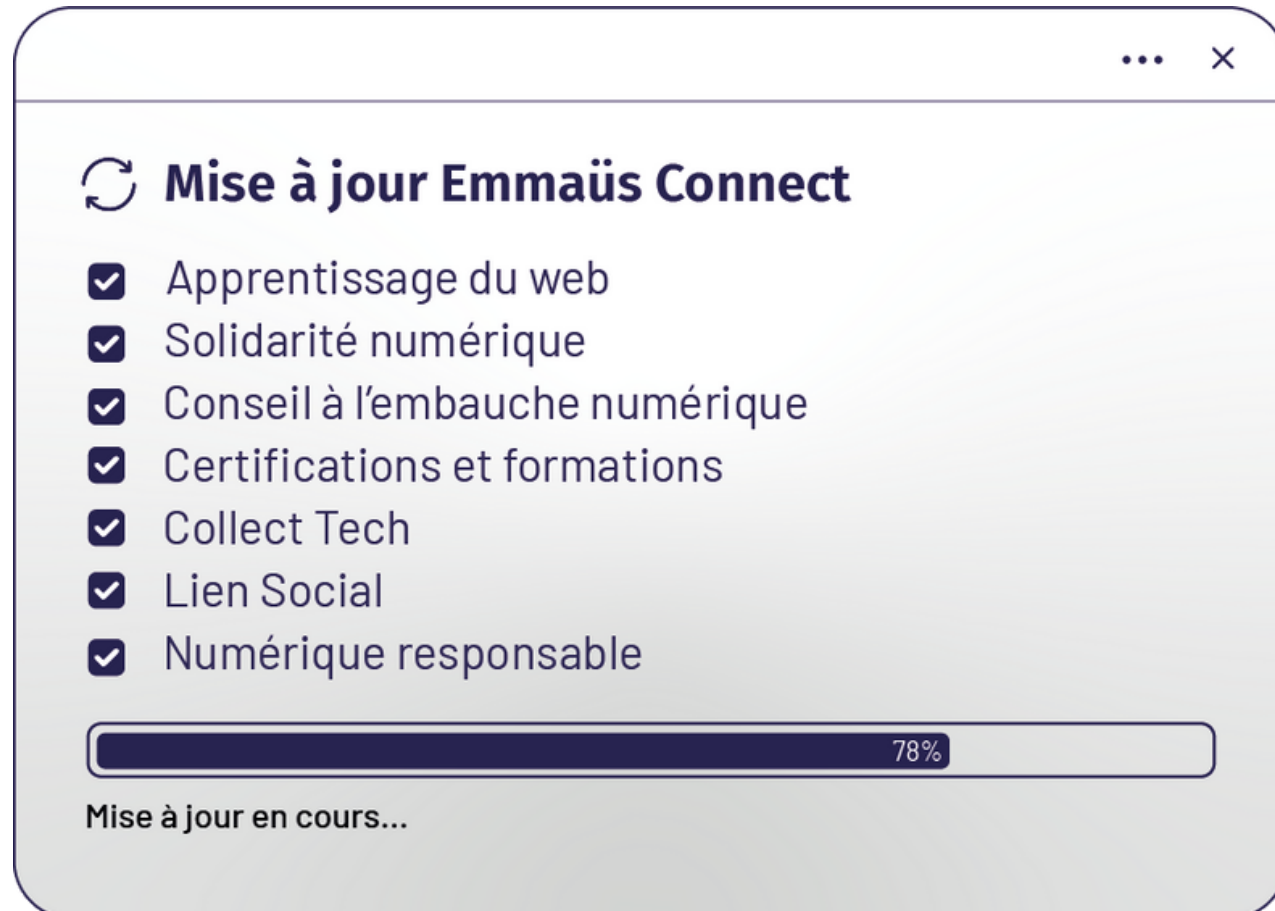 Mise à jour Emmaüs Connect
Apprentissage du web
Solidarité numérique
Conseil à l’embauche numérique
Certifications et formations
Collect Tech
Lien Social
Numérique responsable
78%
Mise à jour en cours...